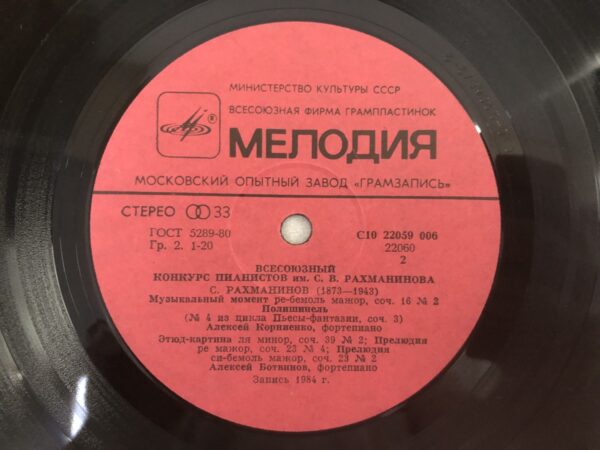 МИНИСТЕРСТВО КУЛЬТУРЫ СССР
ВСЕСОЮЗНАЯ ФИРМА ГРАМПЛАСТИНОК
®
МЕЛОДИЯ
МОСКОВСКИЙ ОПЫТНЫЙ ЗАВОД «ГРАМЗАПИСЬ»
СТЕРЕО 33
ГОСТ 5289-80
Гр. 2. 1-20
С10 22059 006
22060
2
ВСЕСОЮЗНЫЙ
КОНКУРС ПИАНИСТОВ им. С. В. РАХМАНИНОВА
С. РАХМАНИНОВ (1873—1943)
Музыкальный момент ре-бемоль мажор, соч. 16 № 2
Полишинель
(№ 4 из цикла Пьесы-фантазии, соч. 3)
Алексей Корниенко, фортепиано
Этюд-картина ля минор, соч. 39 № 2; Прелюдия
ре мажор, соч. 23 № 4; Прелюдия
си-бемоль мажор, соч. 23 № 2
Алексей Ботвинов, фортепиано
Запись 1984 г.